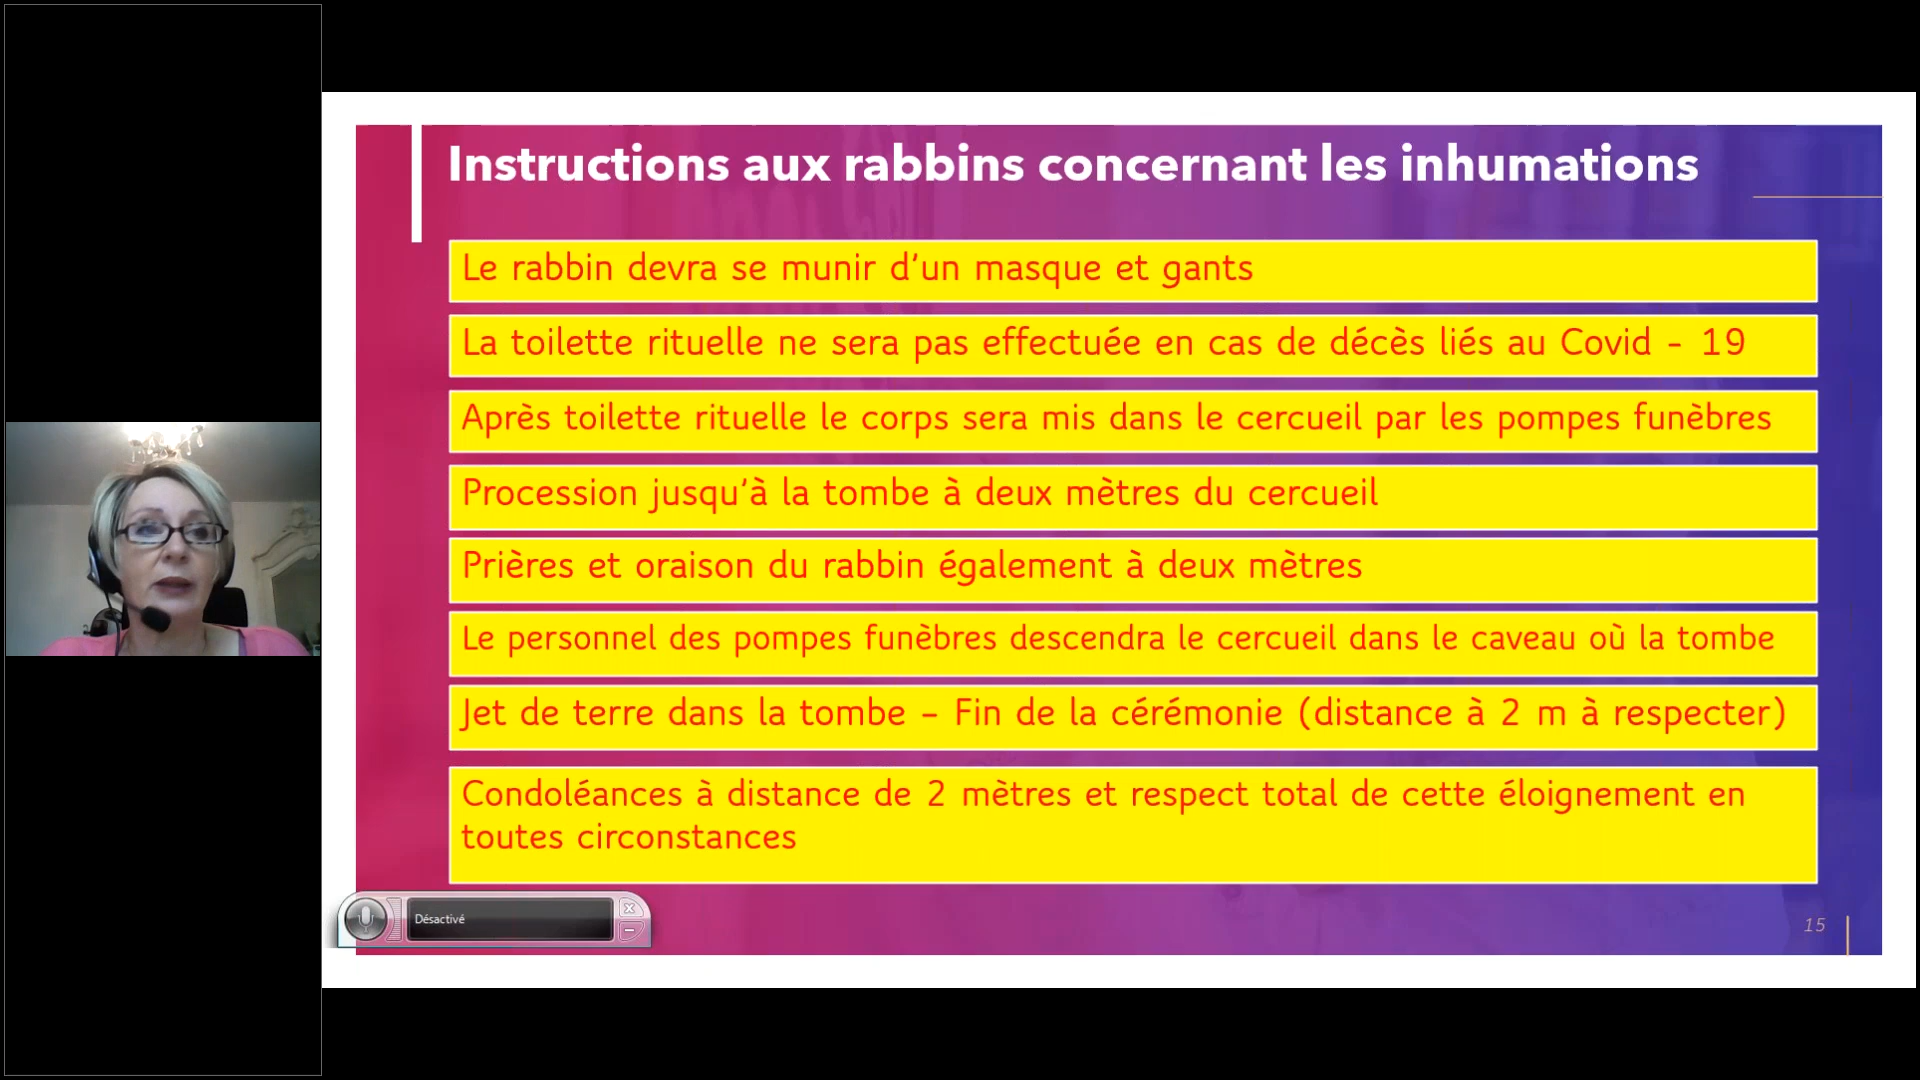 Instructions aux rabbins concernant les inhumations
Le rabbin devra se munir d'un masque et gants
La toilette rituelle ne sera pas effectuée en cas de décès liés au Covid - 19
Après toilette rituelle le corps sera mis dans le cercueil par les pompes funèbres
Procession jusqu'à la tombe à deux mètres du cercueil
Prières et oraison du rabbin également à deux mètres
Le personnel des pompes funèbres descendra le cercueil dans le caveau où la tombe
Jet de terre dans la tombe – Fin de la cérémonie (distance à 2 m à respecter)
Condoléances à distance de 2 mètres et respect total de cette éloignement en
toutes circonstances
Désactivé
15